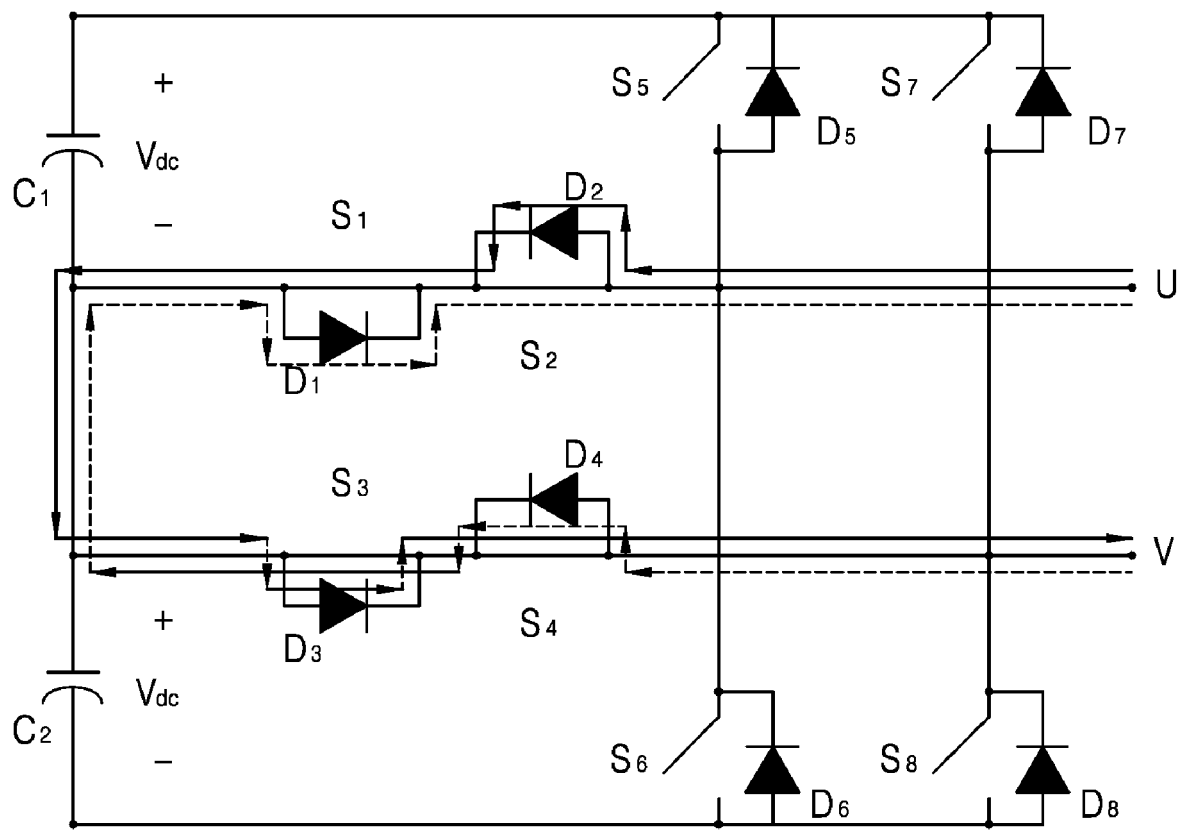 S5
S7
+
D5
D7
Vdc
C1
D2
S1
−
U
S2
D1
D4
S3
V
+
S4
D3
Vdc
C2
S6
S8
−
D6
D8